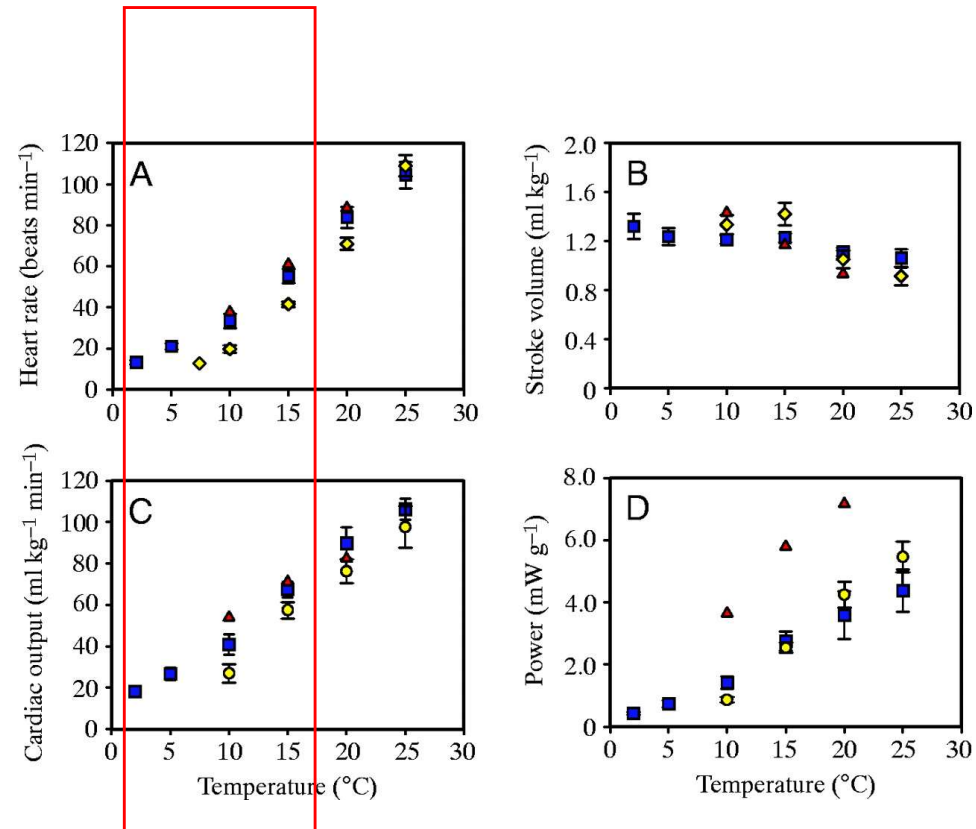 A
Heart rate (beats min–1)
120
100
80
60
40
20
0
0 5 10 15 20 25 30
B
Stroke volume (ml kg–1)
2.0
1.6
1.2
0.8
0.4
0
0 5 10 15 20 25 30
C
Cardiac output (ml kg–1 min–1)
120
100
80
60
40
20
0
0 5 10 15 20 25 30
Temperature (°C)
D
Power (mW g–1)
8.0
6.0
4.0
2.0
0
0 5 10 15 20 25 30
Temperature (°C)